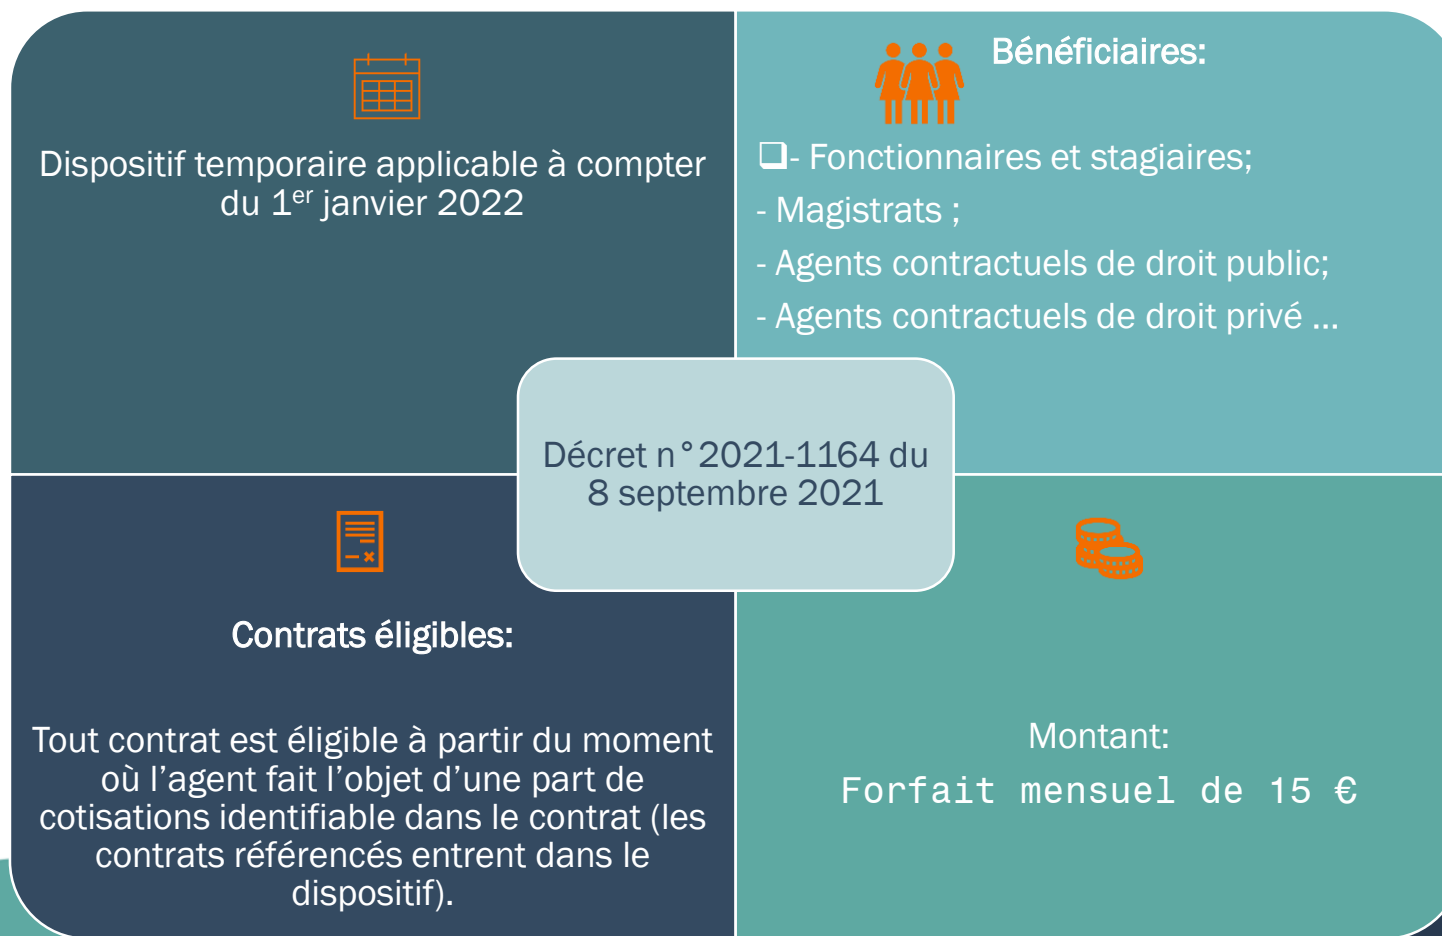 Dispositif temporaire applicable à compter
du 1er janvier 2022
Bénéficiaires:
❑- Fonctionnaires et stagiaires;
- Magistrats ;
- Agents contractuels de droit public;
- Agents contractuels de droit privé ...
Décret n°2021-1164 du
8 septembre 2021
Contrats éligibles:
Tout contrat est éligible à partir du moment
où l’agent fait l’objet d’une part de
cotisations identifiable dans le contrat (les
contrats référencés entrent dans le
dispositif).
Montant:
Forfait mensuel de 15 €